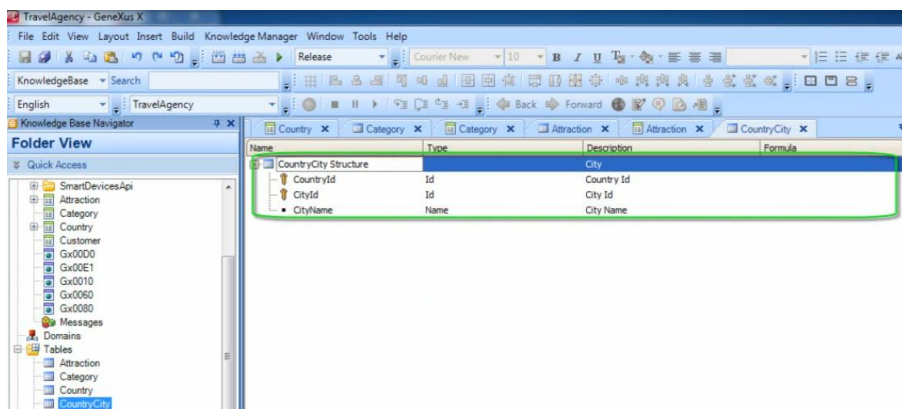 TravelAgency - GeneXus X
File Edit View Layout Insert Build Knowledge Manager Window Tools Help
Release Courier New 10 B I U
KnowledgeBase Search
English TravelAgency Back Forward
Knowledge Base Navigator
Country Category Category Attraction Attraction CountryCity
Folder View
Name Type Description Formula
Quick Access
CountryCity Structure City
CountryId Id Country Id
CityId Id City Id
CityName Name City Name
SmartDevicesApi
Attraction
Category
Country
Customer
Gx00D0
Gx00E1
Gx0010
Gx0060
Gx0080
Messages
Domains
Tables
Attraction
Category
Country
CountryCity